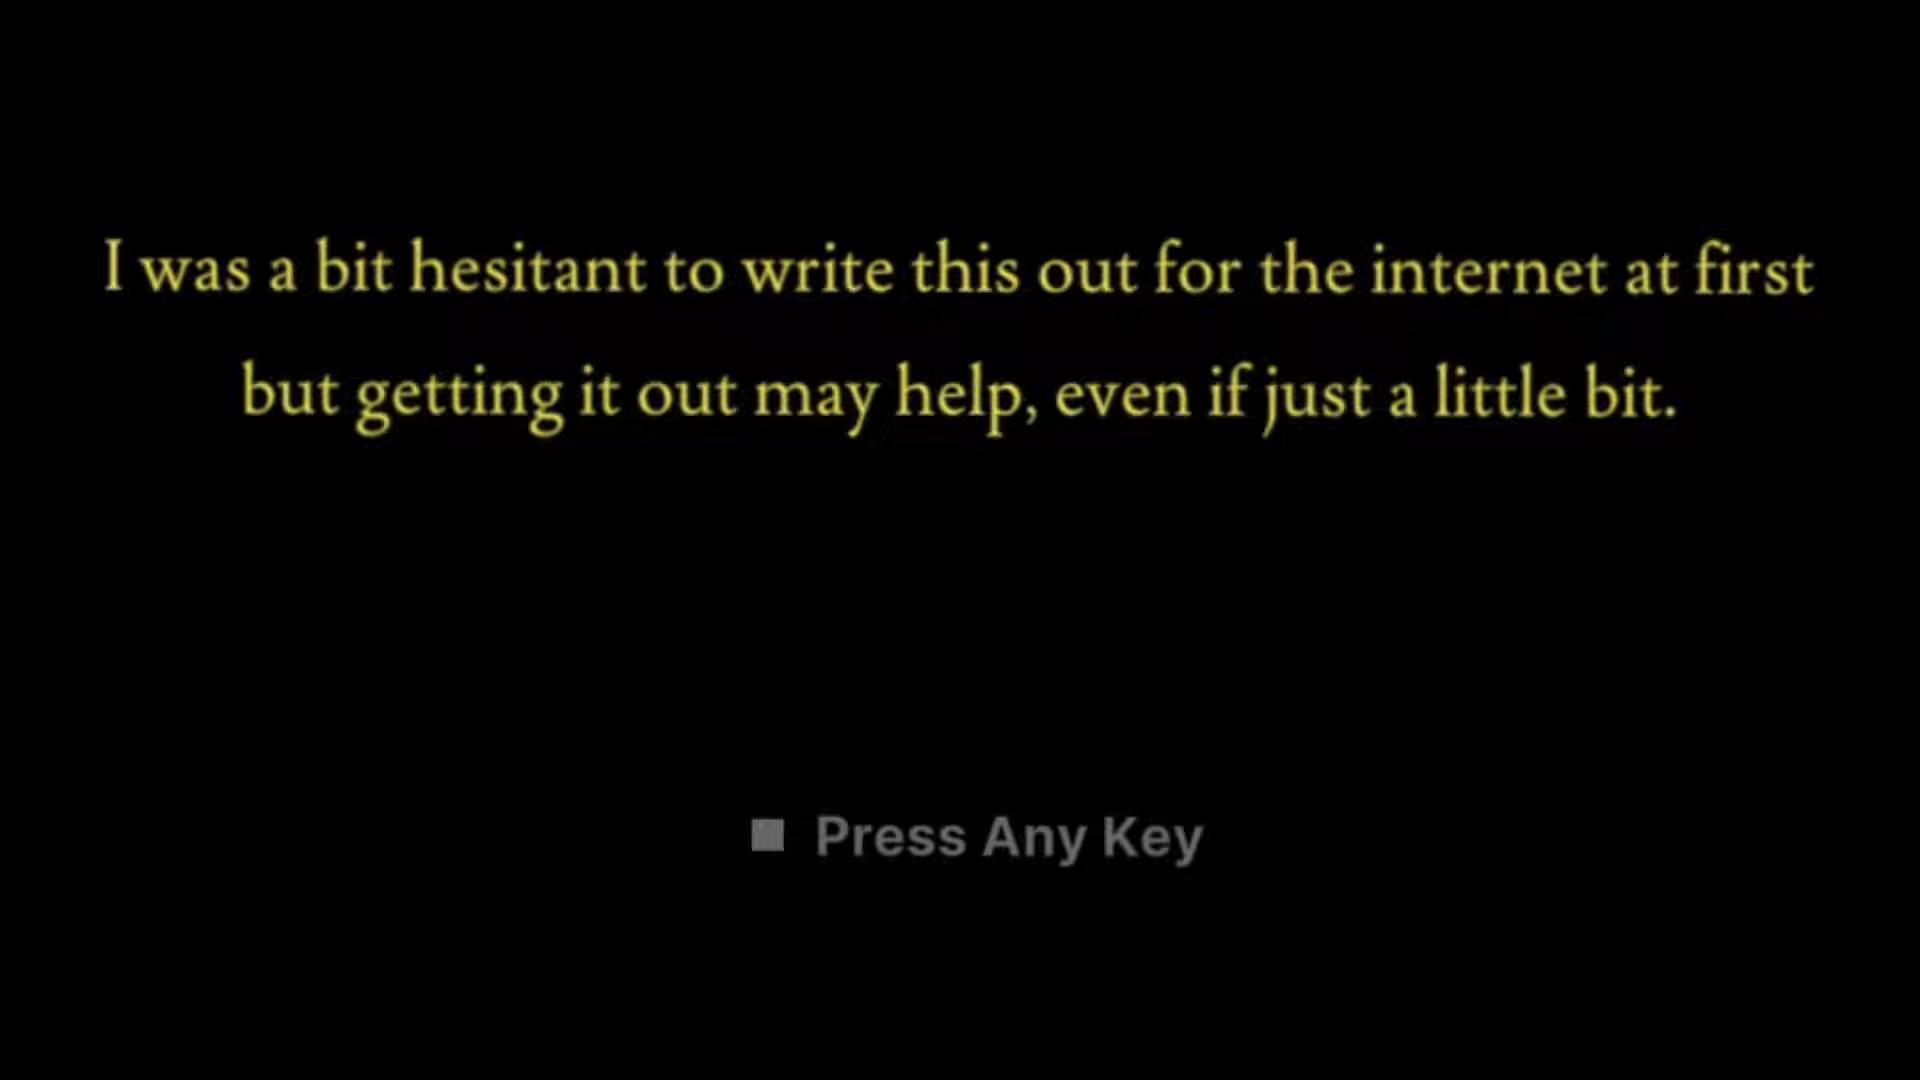 I was a bit hesitant to write this out for the internet at first
but getting it out may help, even if just a little bit.
Press Any Key